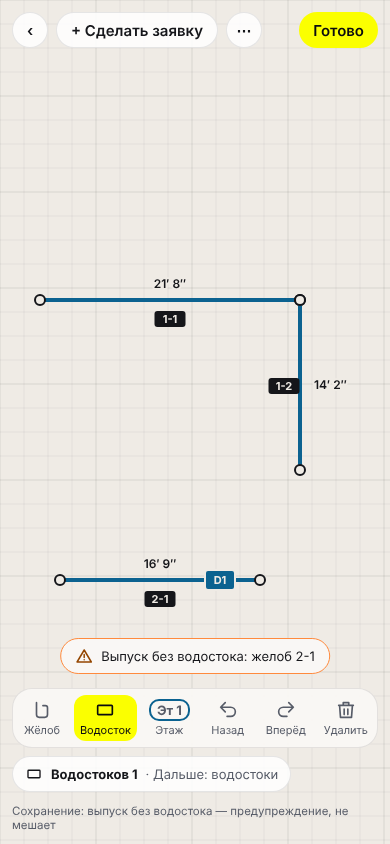 ‹
+ Сделать заявку
···
Готово
21′ 8″
1-1
1-2
14′ 2″
16′ 9″
D1
2-1
Выпуск без водостока: желоб 2-1
Жёлоб
Водосток
Эт 1
Этаж
Назад
Вперёд
Удалить
Водостоков 1 · Дальше: водостоки
Сохранение: выпуск без водостока — предупреждение, не
мешает